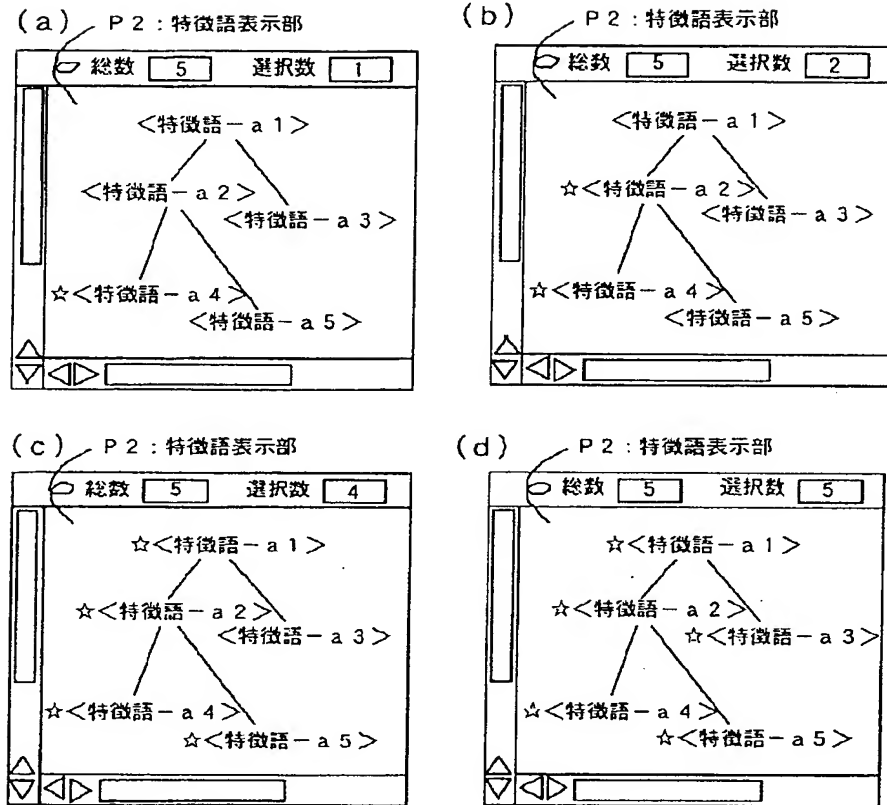 (a) P2:特徴語表示部
総数 5 選択数 1
<特徴語-a1>
<特徴語-a2>
<特徴語-a3>
☆<特徴語-a4>
<特徴語-a5>
(b) P2:特徴語表示部
総数 5 選択数 2
<特徴語-a1>
☆<特徴語-a2>
<特徴語-a3>
☆<特徴語-a4>
<特徴語-a5>
(c) P2:特徴語表示部
総数 5 選択数 4
☆<特徴語-a1>
☆<特徴語-a2>
<特徴語-a3>
☆<特徴語-a4>
☆<特徴語-a5>
(d) P2:特徴語表示部
総数 5 選択数 5
☆<特徴語-a1>
☆<特徴語-a2>
☆<特徴語-a3>
☆<特徴語-a4>
☆<特徴語-a5>